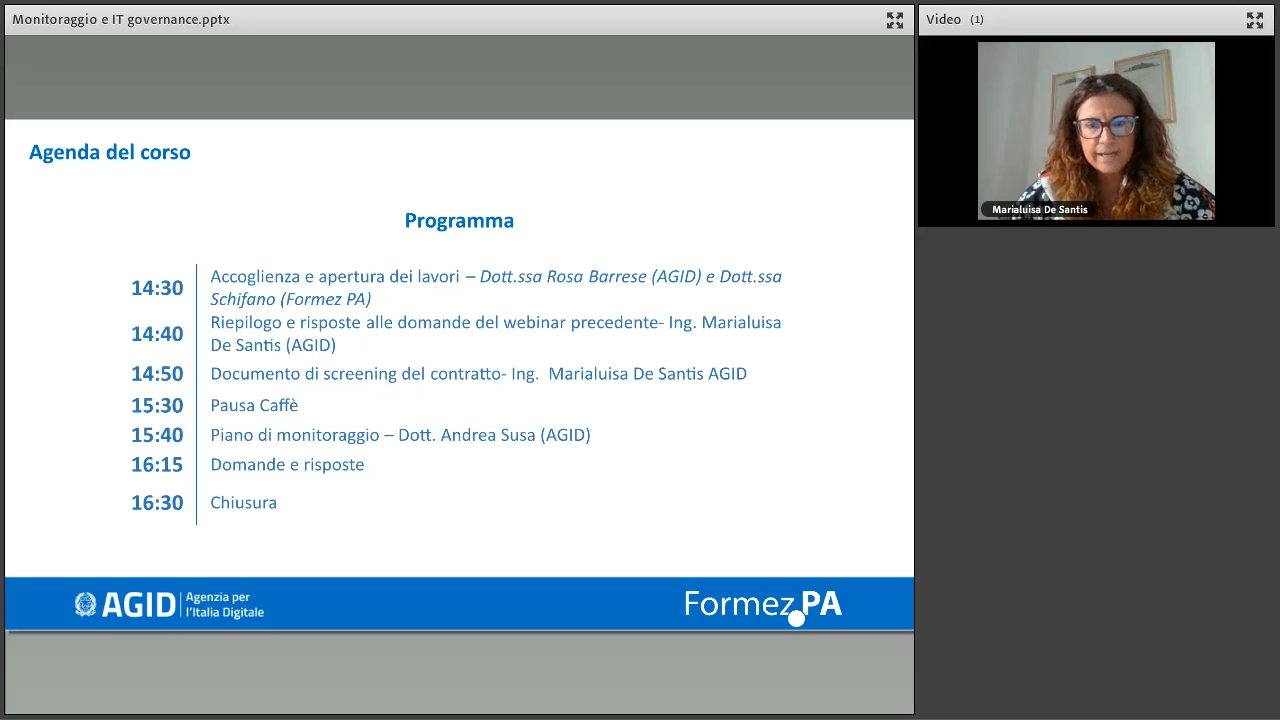 Monitoraggio e IT governance.pptx
Video (1)
Marialuisa De Santis
Agenda del corso
Programma
14:30
Accoglienza e apertura dei lavori – Dott.ssa Rosa Barrese (AGID) e Dott.ssa
Schifano (Formez PA)
14:40
Riepilogo e risposte alle domande del webinar precedente- Ing. Marialuisa
De Santis (AGID)
14:50
Documento di screening del contratto- Ing. Marialuisa De Santis AGID
15:30
Pausa Caffè
15:40
Piano di monitoraggio – Dott. Andrea Susa (AGID)
16:15
Domande e risposte
16:30
Chiusura
AGID
Agenzia per
l'Italia Digitale
Formez PA